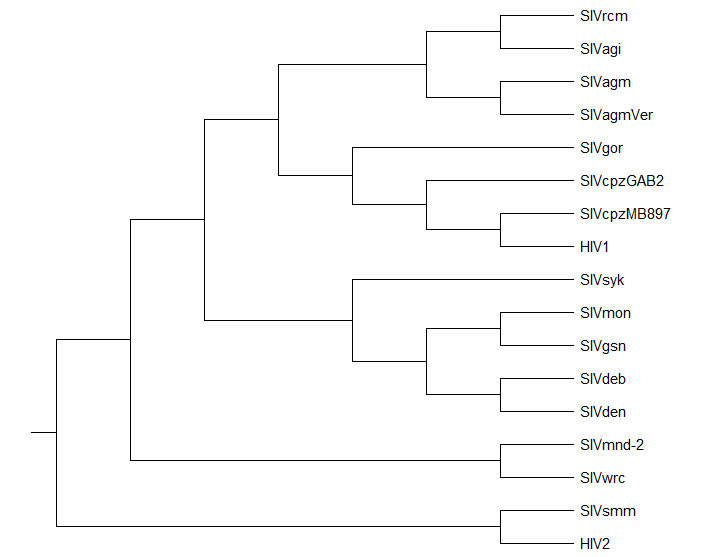 SIVrcm
SIVagi
SIVagm
SIVagmVer
SIVgor
SIVcpzGAB2
SIVcpzMB897
HIV1
SIVsyk
SIVmon
SIVgsn
SIVdeb
SIVden
SIVmnd-2
SIVwrc
SIVsmm
HIV2